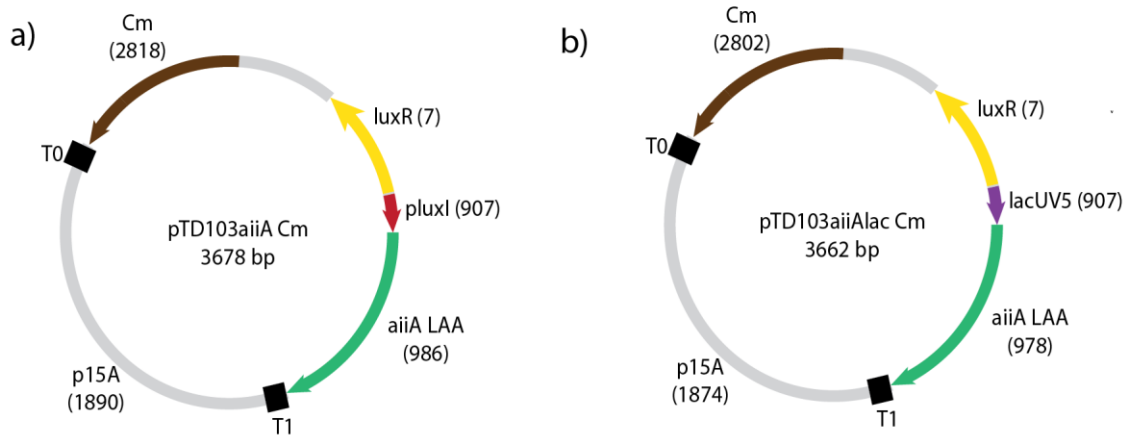 a)
Cm
(2818)
luxR (7)
T0
pluxI (907)
pTD103aiiA Cm
3678 bp
aiiA LAA
(986)
p15A
(1890)
T1
b)
Cm
(2802)
luxR (7)
T0
lacUV5 (907)
pTD103aiiAlac Cm
3662 bp
aiiA LAA
(978)
p15A
(1874)
T1